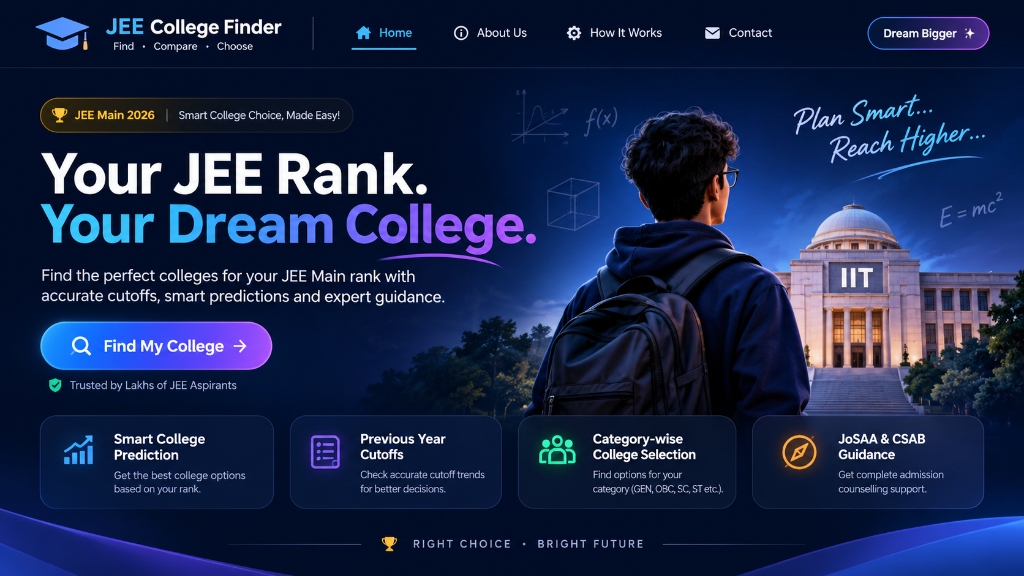 JEE College Finder
Find • Compare • Choose
Home
About Us
How It Works
Contact
Dream Bigger
JEE Main 2026 | Smart College Choice, Made Easy!
Your JEE Rank.
Your Dream College.
Find the perfect colleges for your JEE Main rank with
accurate cutoffs, smart predictions and expert guidance.
Find My College →
Trusted by Lakhs of JEE Aspirants
f(x)
Plan Smart...
Reach Higher...
E = mc²
IIT
Smart College
Prediction
Get the best college options
based on your rank.
Previous Year
Cutoffs
Check accurate cutoff trends
for better decisions.
Category-wise
College Selection
Find options for your
category (GEN, OBC, SC, ST etc.).
JoSAA & CSAB
Guidance
Get complete admission
counselling support.
RIGHT CHOICE • BRIGHT FUTURE